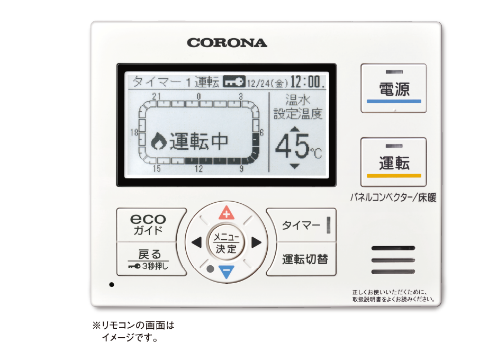 CORONA
タイマー 1 運転 12/24(金) 12:00
21 0 3
18 6
15 12 9
運転中
温水
設定温度
45℃
電源
運転
パネルコンベクター/床暖
eco
ガイド
戻る
3秒押し
メニュー
決定
タイマー
運転切替
正しくお使いいただくために、
取扱説明書をよくお読みください。
※リモコンの画面は
イメージです。